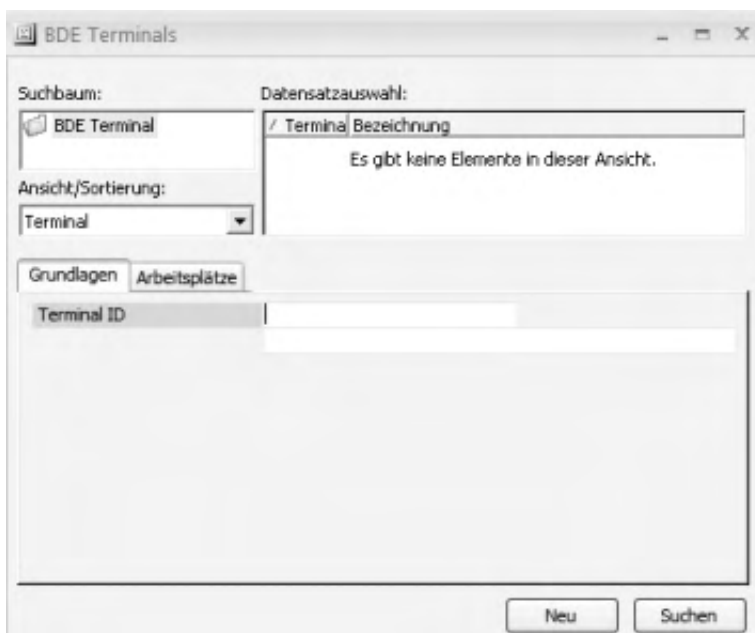 BDE Terminals
Suchbaum:
BDE Terminal
Datensatzauswahl:
/ Termina Bezeichnung
Es gibt keine Elemente in dieser Ansicht.
Ansicht/Sortierung:
Terminal
Grundlagen Arbeitsplätze
Terminal ID
Neu Suchen